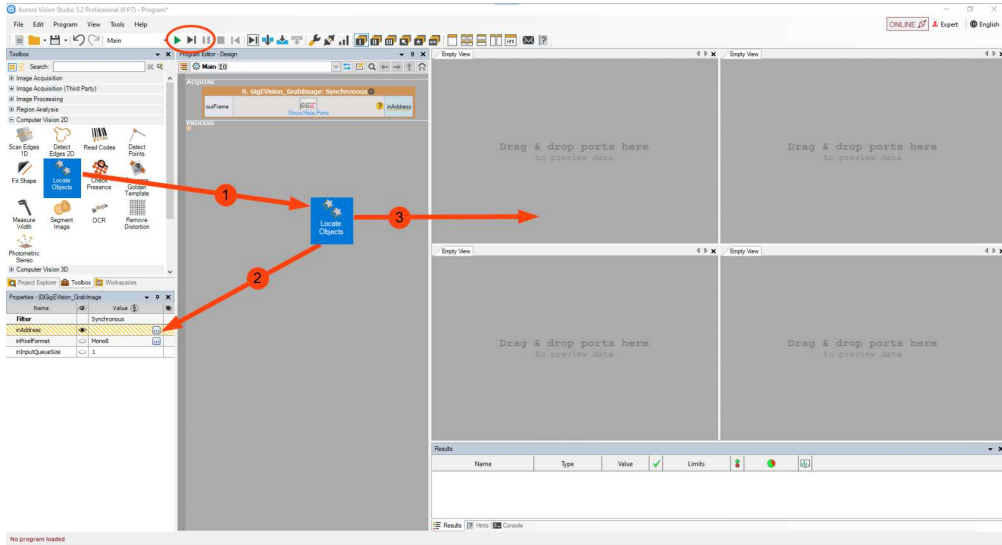 Aurora Vision Studio 5.2 Professional (6 PT) - Program*
File Edit Program View Tools Help
ONLINE Expert English
Main
Toolbox
Search:
Image Acquisition
Image Acquisition (Third Party)
Image Processing
Region Analysis
Computer Vision 2D
Scan Edges 1D
Detect Edges 2D
Read Codes
Detect Points
Fit Shape
Locate Objects
Check Presence
Golden Template
Measure Width
Segment Image
OCR
Remove Distortion
Photometric Stereo
Computer Vision 3D
Project Explorer Toolbox Workspaces
Properties - (0)GigEVision_GrabImage
Name Value
Filter Synchronous
inAddress
inPixelFormat Mono8
inInputQueueSize 1
Program Editor - Design
Main
ACQUIRE
0. GigEVision_GrabImage: Synchronous
outFrame GIGE ? inAddress
Show/Hide Ports
PROCESS
1
Locate Objects
2
3
Empty View
Drag & drop ports here
to preview data
Empty View
Drag & drop ports here
to preview data
Empty View
Drag & drop ports here
to preview data
Empty View
Drag & drop ports here
to preview data
Results
Name Type Value Limits
Results Hints Console
No program loaded